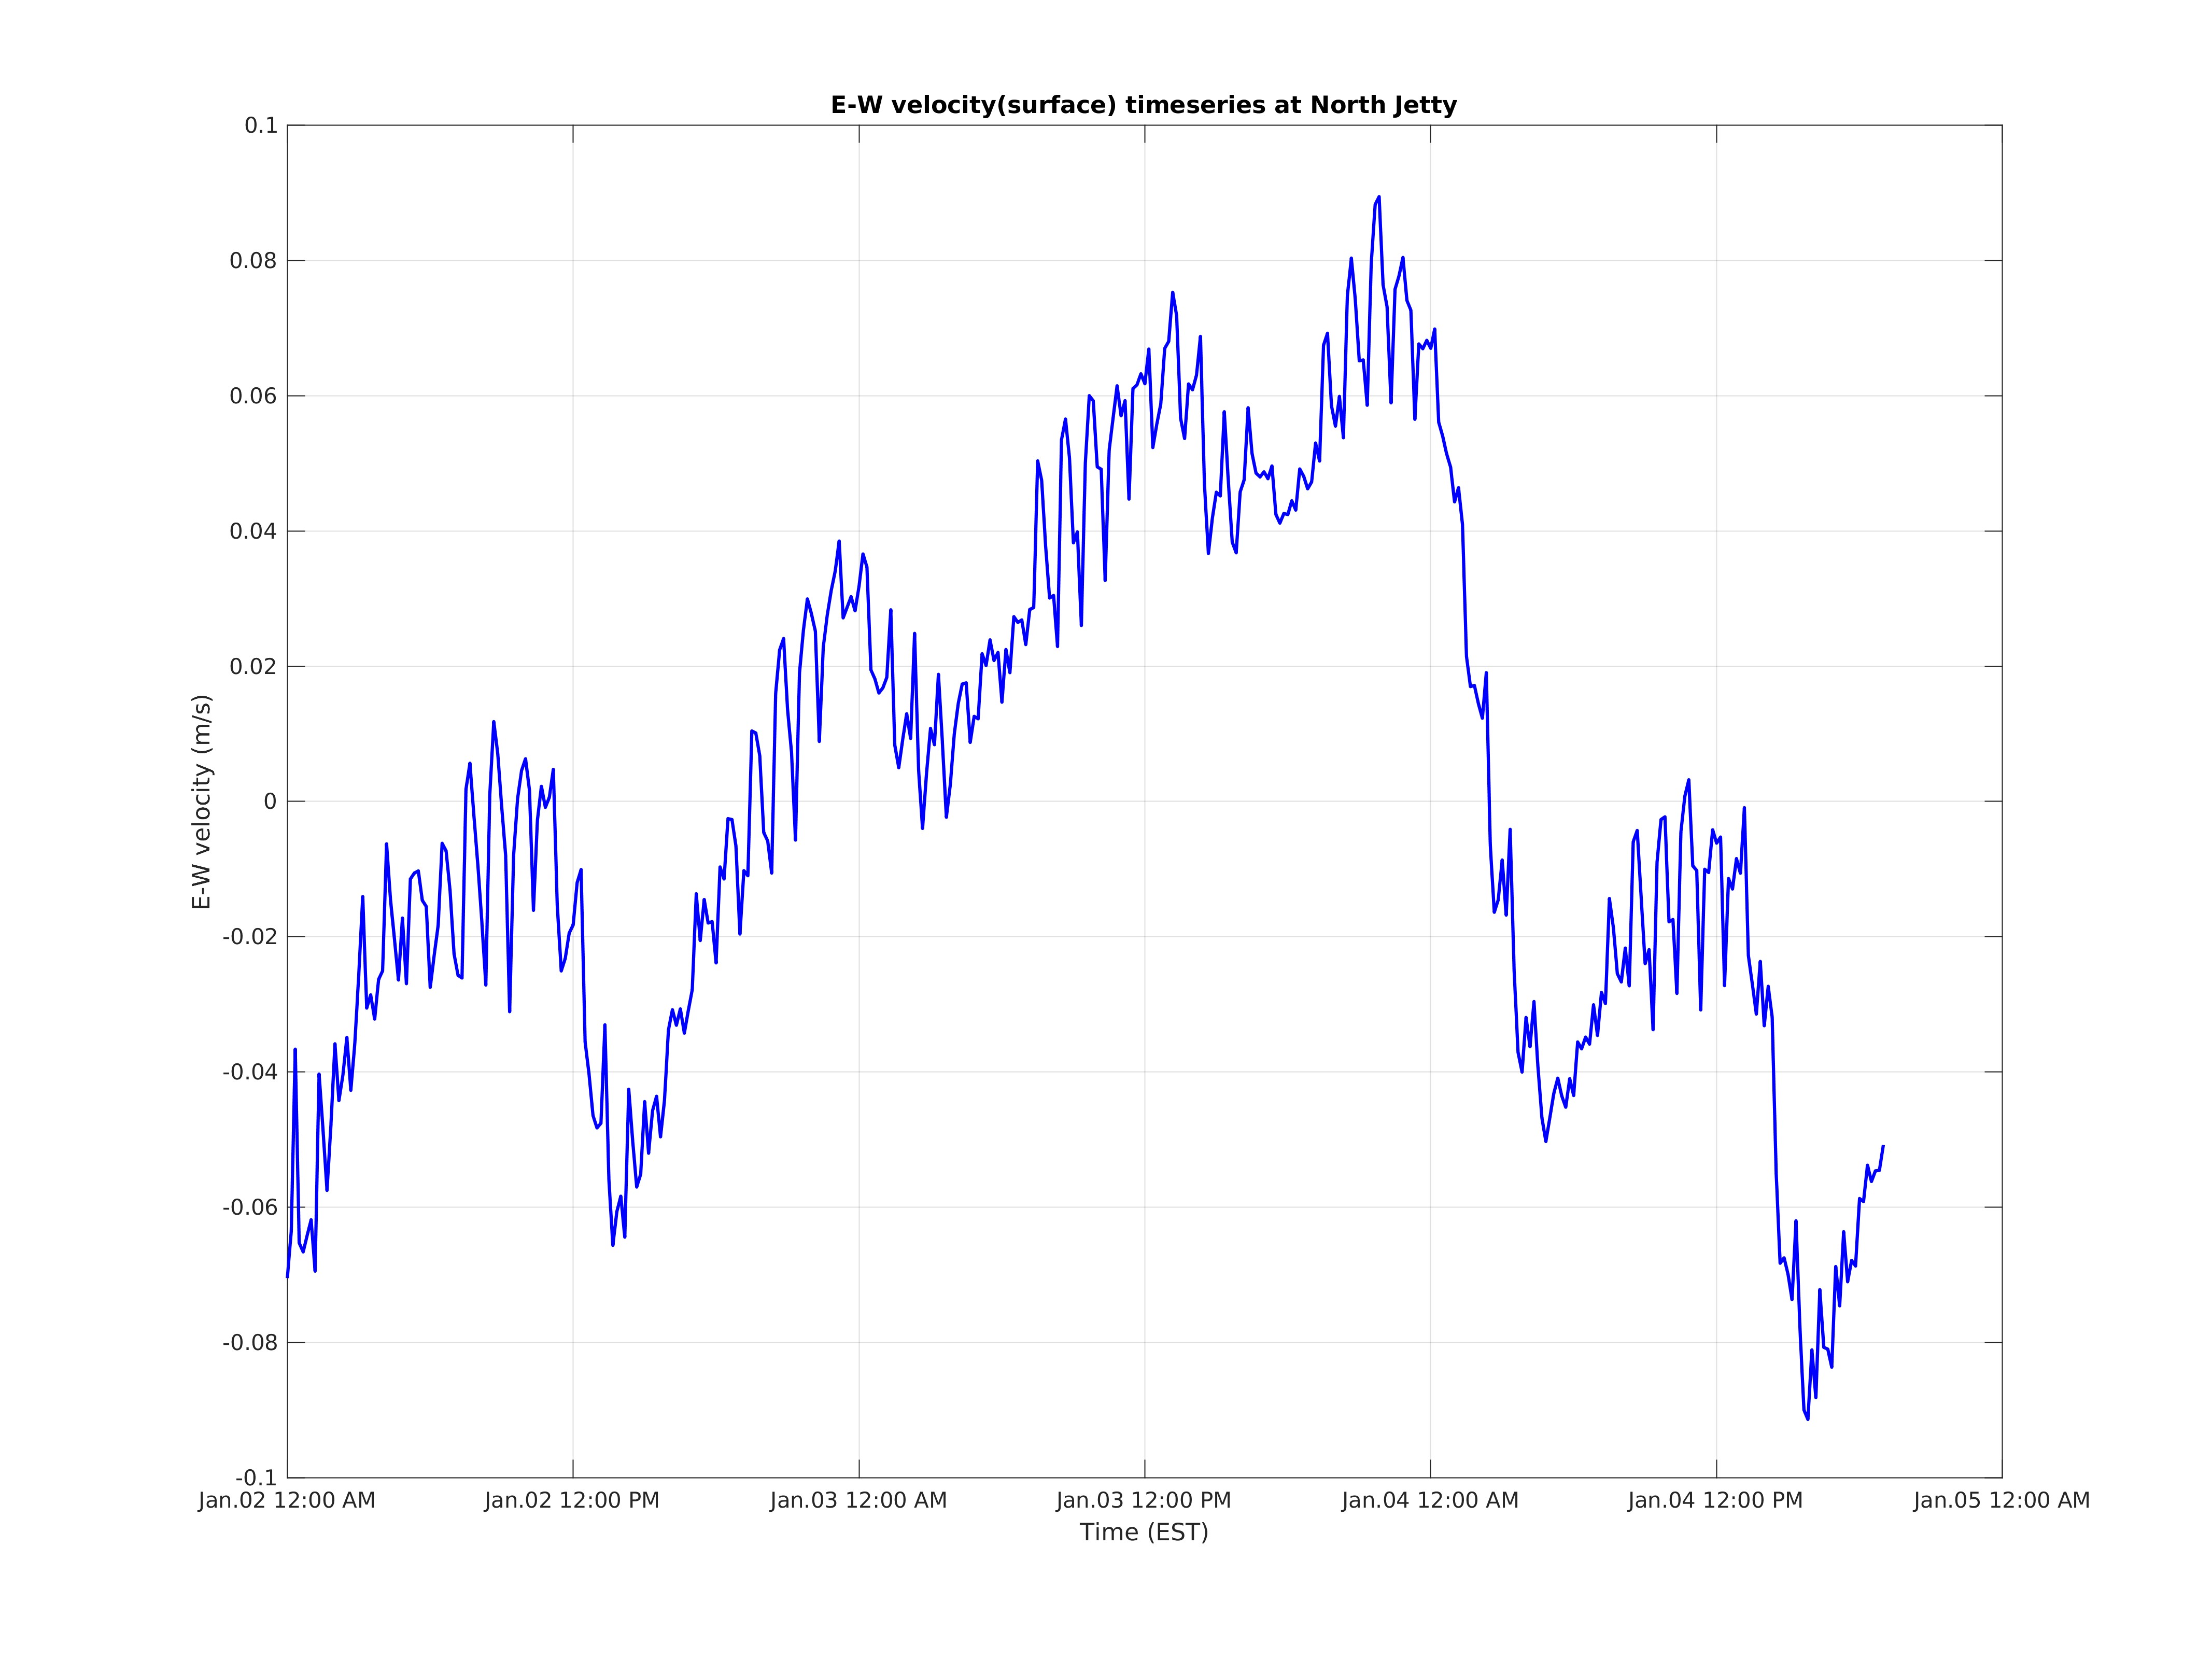 E-W velocity(surface) timeseries at North Jetty
0.1
0.08
0.06
0.04
0.02
0
-0.02
-0.04
-0.06
-0.08
-0.1
E-W velocity (m/s)
Jan.02 12:00 AM Jan.02 12:00 PM Jan.03 12:00 AM Jan.03 12:00 PM Jan.04 12:00 AM Jan.04 12:00 PM Jan.05 12:00 AM
Time (EST)